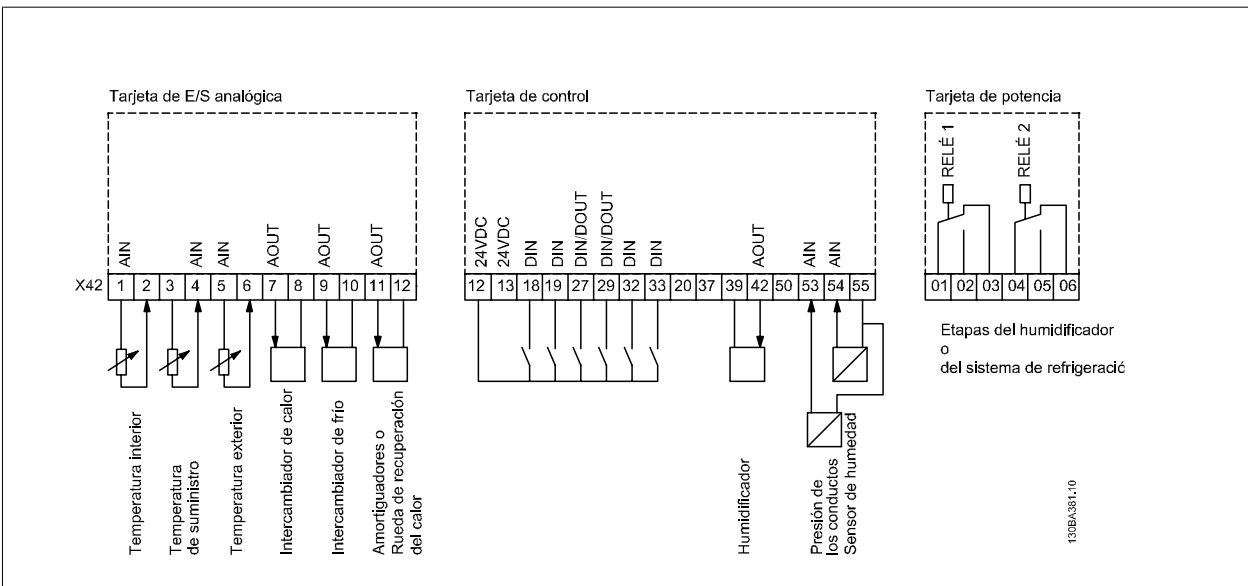 Tarjeta de E/S analógica
AIN
AIN
AIN
AOUT
AOUT
AOUT
X42 1 2 3 4 5 6 7 8 9 10 11 12
Temperatura interior
Temperatura
de suministro
Temperatura exterior
Intercambiador de calor
Intercambiador de frío
Amortiguadores o
Rueda de recuperación
del calor
Tarjeta de control
24VDC
24VDC
DIN
DIN
DIN/DOUT
DIN/DOUT
DIN
DIN
AOUT
AIN
AIN
12 13 18 19 27 29 32 33 20 37 39 42 50 53 54 55
Humidificador
Presión de
los conductos
Sensor de humedad
Tarjeta de potencia
RELÉ 1
RELÉ 2
01 02 03 04 05 06
Etapas del humidificador
o
del sistema de refrigeració
130BA381.10